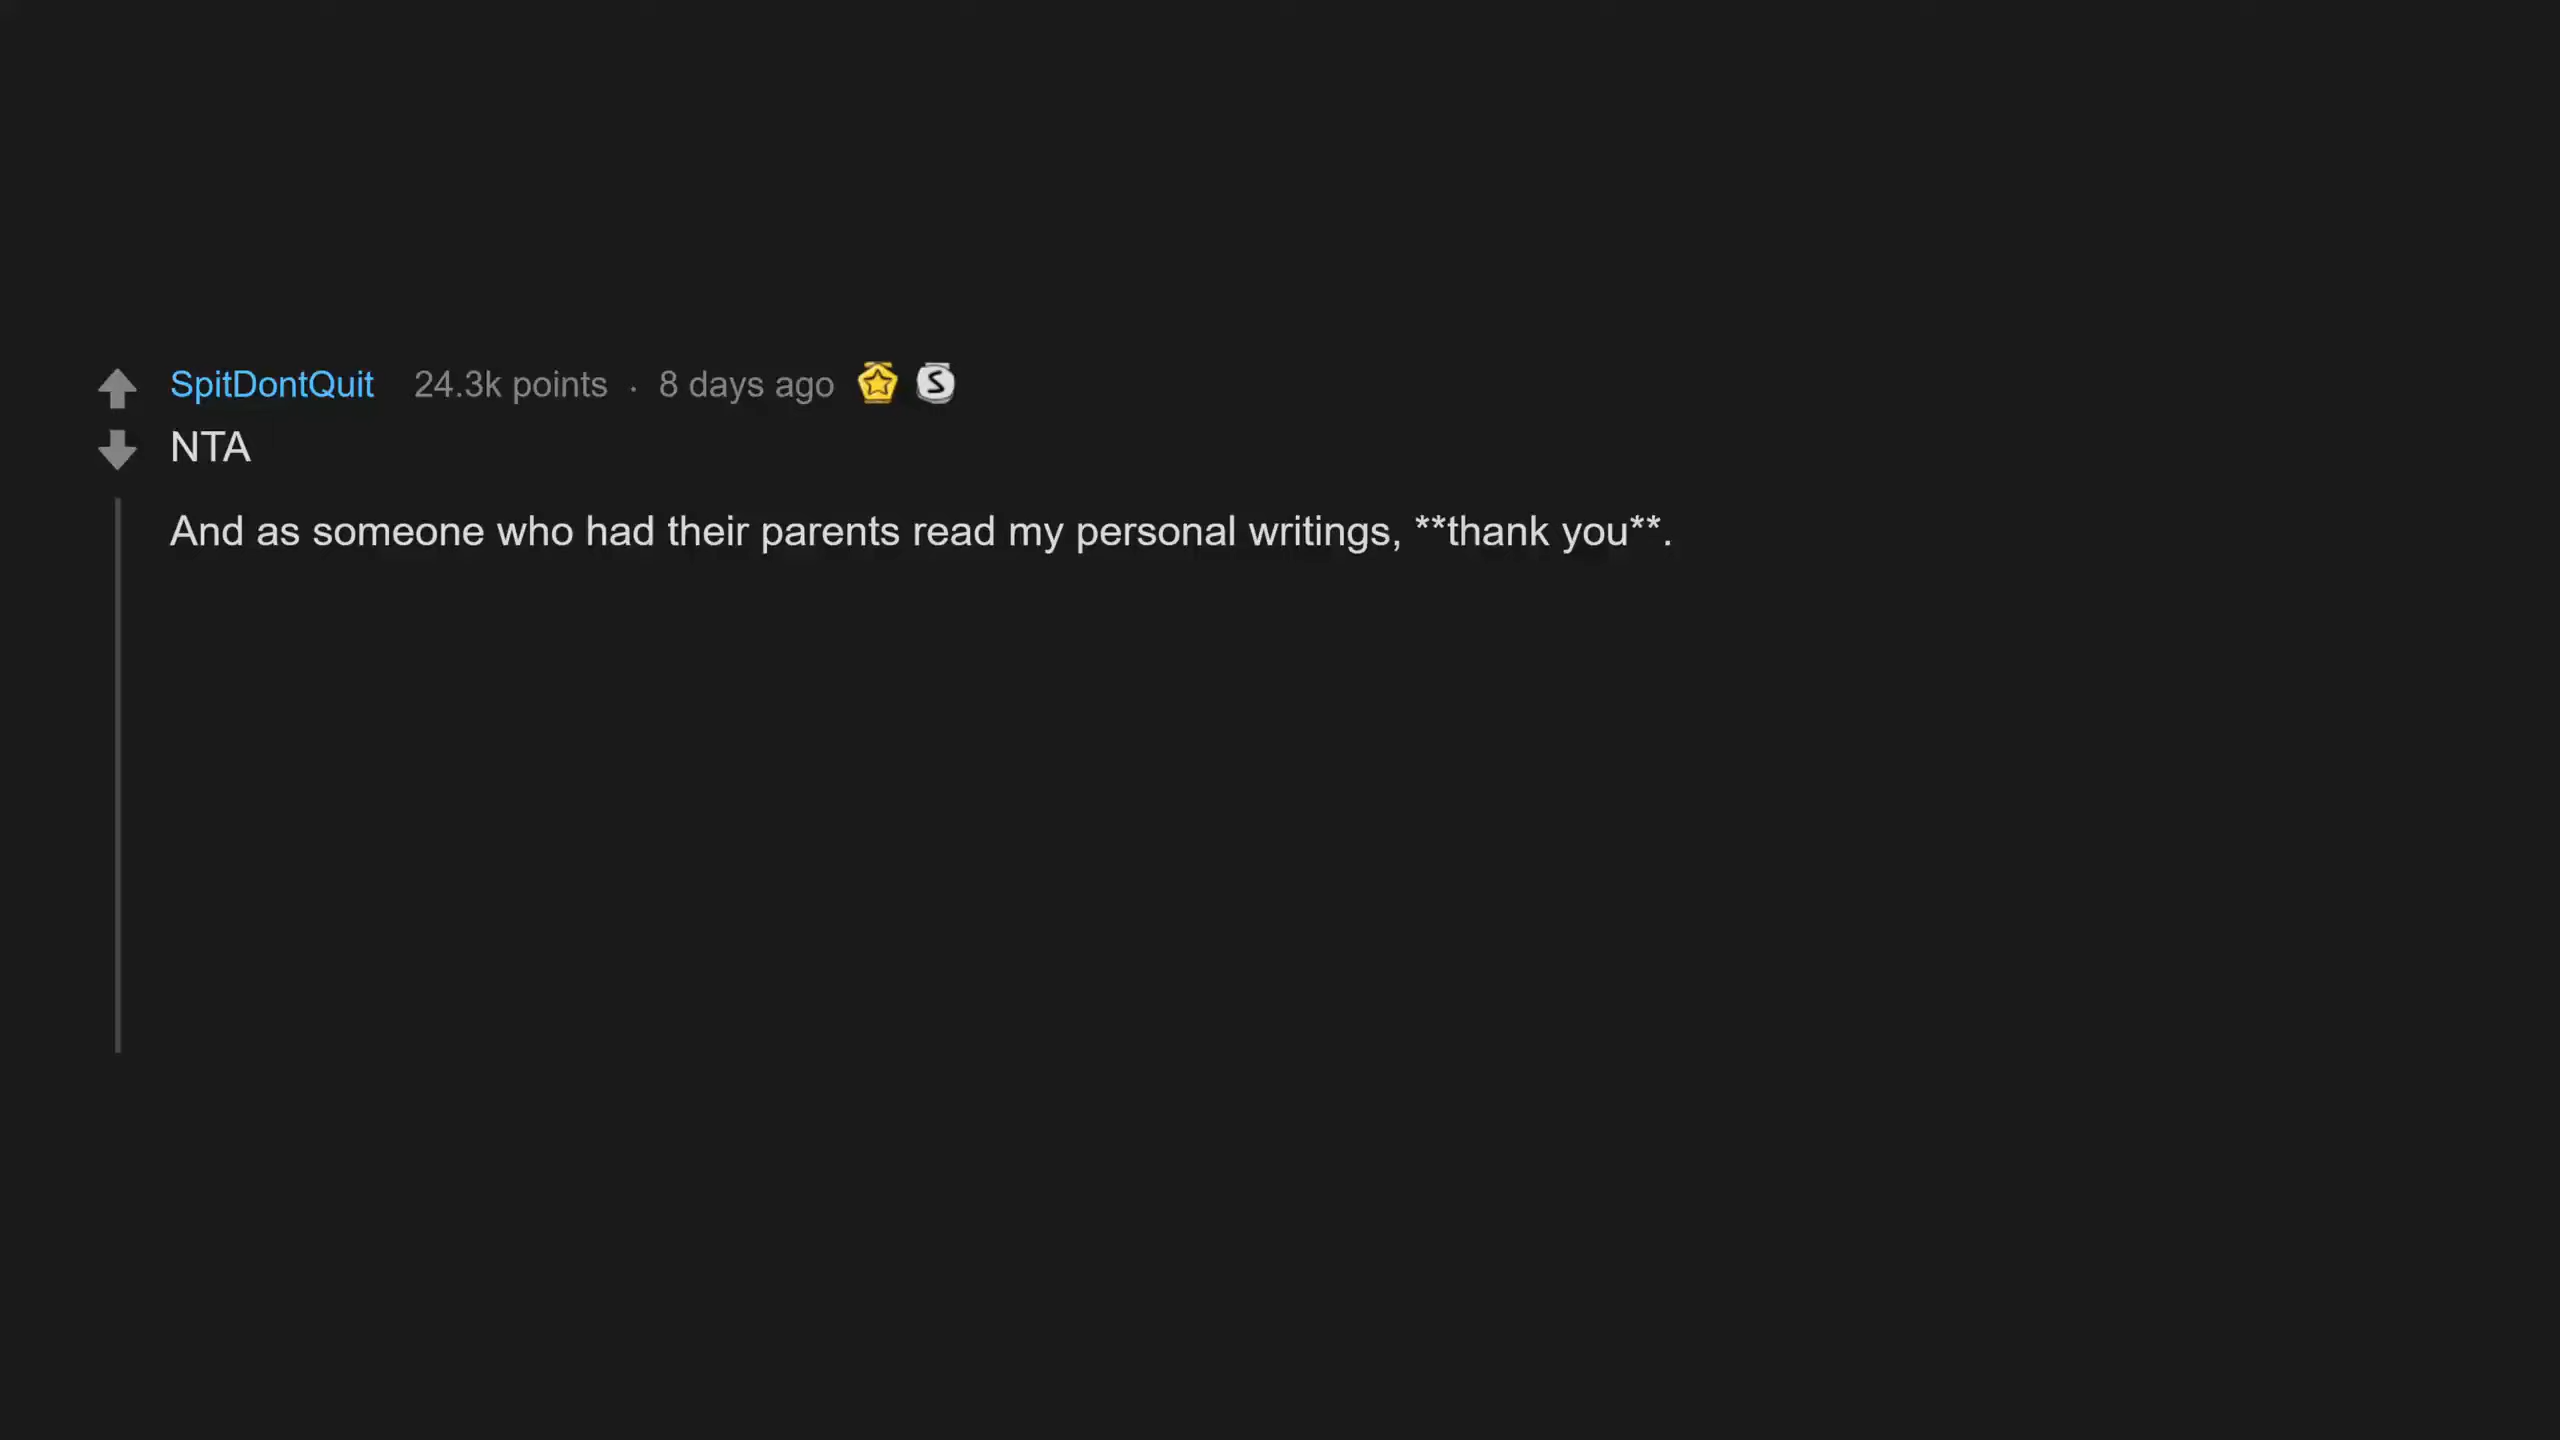 SpitDontQuit 24.3k points · 8 days ago
NTA
And as someone who had their parents read my personal writings, **thank you**.